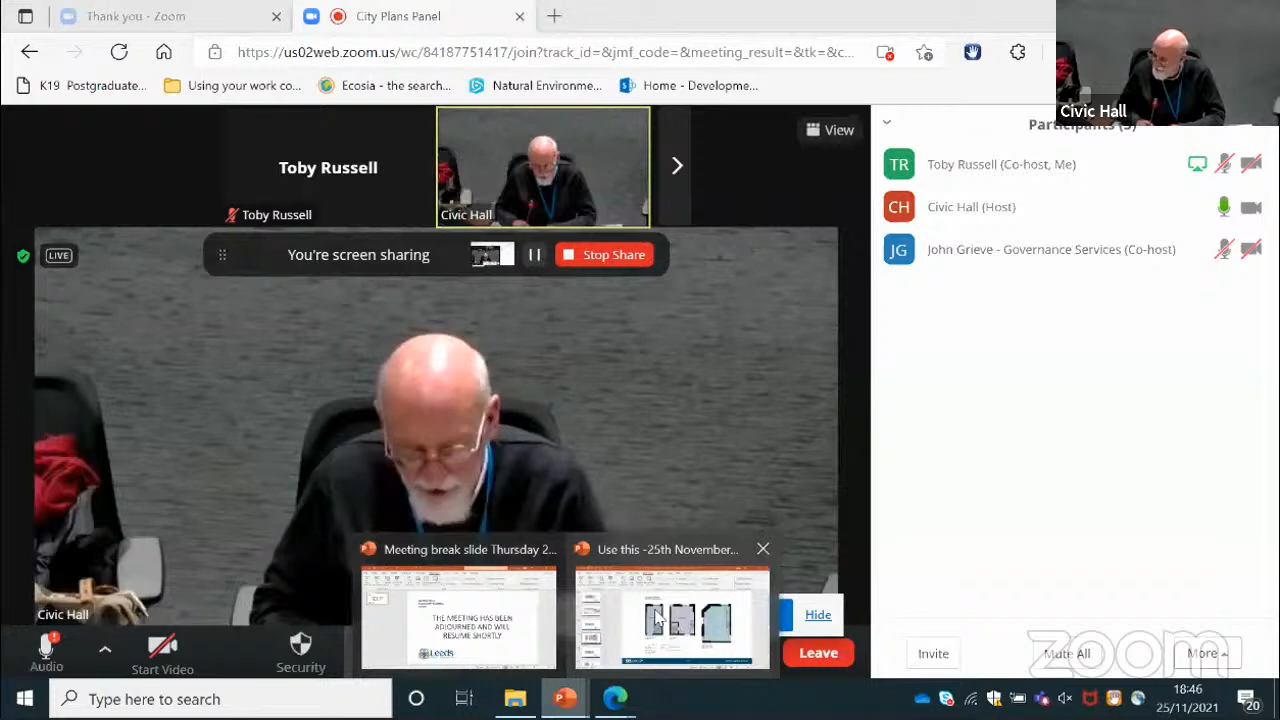 Thank you - Zoom
City Plans Panel
https://us02web.zoom.us/wc/84187751417/join?track_id=&jmf_code=&meeting_result=&tk=&c...
K19 Postgraduate...
Using your work co...
Ecosia - the search...
Natural Environme...
Home - Developme...
Civic Hall
Participants (3)
View
Toby Russell
Toby Russell
Civic Hall
TR
Toby Russell (Co-host, Me)
CH
Civic Hall (Host)
JG
John Grieve - Governance Services (Co-host)
LIVE
You're screen sharing
Stop Share
Meeting break slide Thursday 2...
Use this -25th November...
THE MEETING HAS BEEN
ADJOURNED AND WILL
RESUME SHORTLY
Leeds
Civic Hall
Hide
Audio
Start Video
Security
Leave
Invite
Mute All
More
zoom
Type here to search
18:46
25/11/2021
20